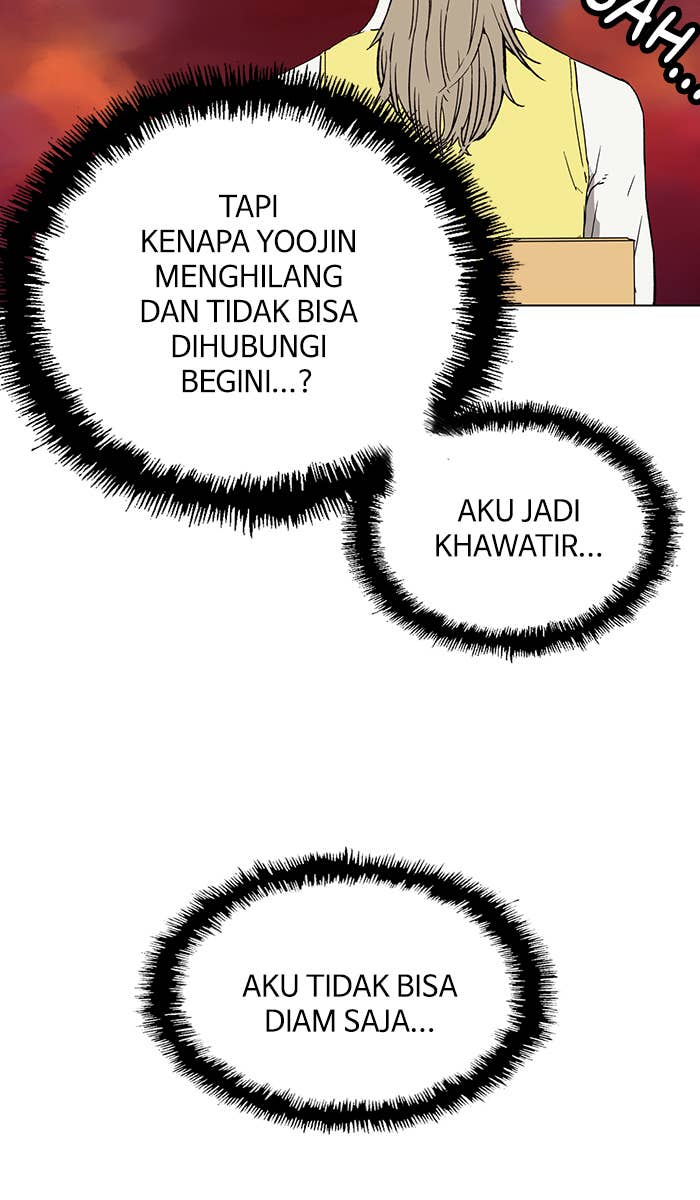 TAPI
KENAPA YOOJIN
MENGHILANG
DAN TIDAK BISA
DIHUBUNGI
BEGINI...?
AKU JADI
KHAWATIR...
AKU TIDAK BISA
DIAM SAJA...